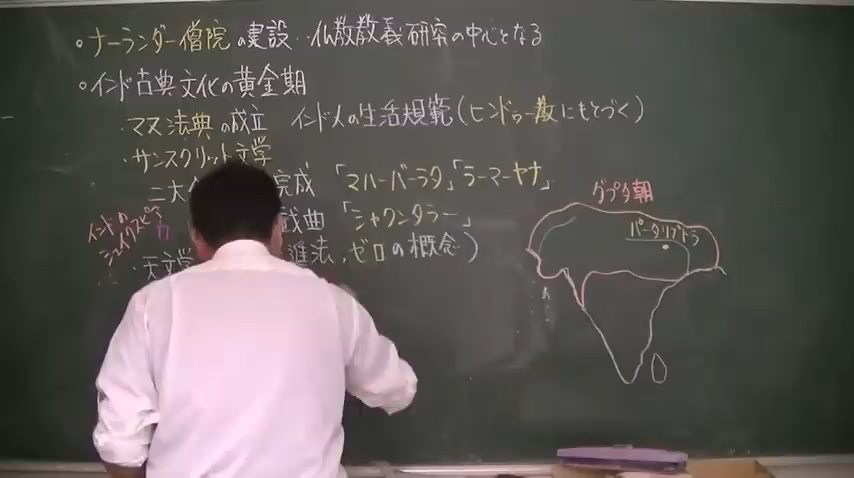 。ナーランダー僧院の建設‥仏教教義研究の中心となる
。インド古典文化の黄金期
・マヌ法典の成立 インド人の生活規範(ヒンドゥー教にもとづく)
・サンスクリット文学
二大 完成 「マハーバーラタ」「ラーマーヤナ」
戯曲 「シャクンタラー」
インドの
シェイクスピア
・天文学 進法、ゼロの概念)
グプタ朝
パータリプトラ